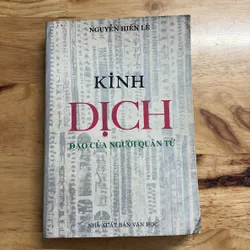 NGUYỄN HIẾN LÊ
KINH
DỊCH
ĐẠO CỦA NGƯỜI QUÂN TỬ
NHÀ XUẤT BẢN VĂN HỌC